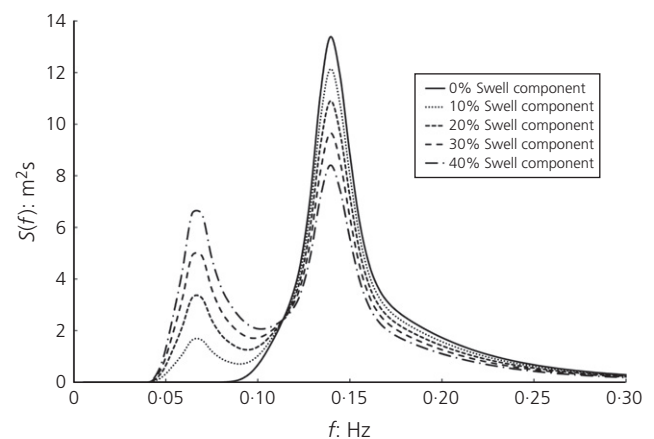 14
12
10
8
6
4
2
0
S(f): m²s
0% Swell component
10% Swell component
20% Swell component
30% Swell component
40% Swell component
0 0·05 0·10 0·15 0·20 0·25 0·30
f: Hz